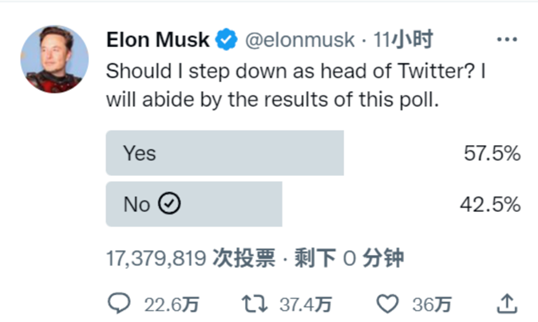 Elon Musk @elonmusk · 11小时
Should I step down as head of Twitter? I
will abide by the results of this poll.
Yes 57.5%
No 42.5%
17,379,819 次投票 · 剩下 0 分钟
22.6万 37.4万 36万